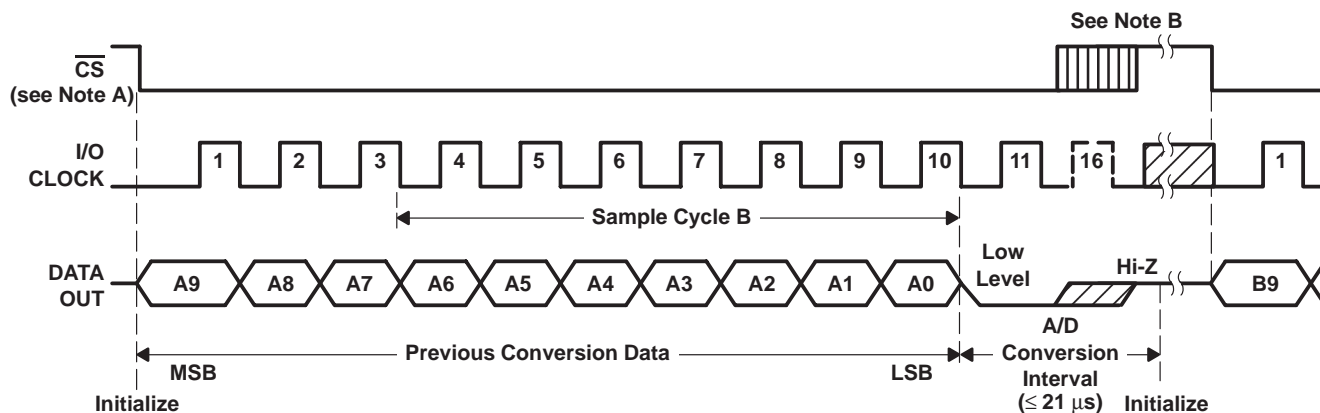 See Note B
CS
(see Note A)
I/O
CLOCK
1 2 3 4 5 6 7 8 9 10 11 16 1
Sample Cycle B
DATA
OUT
A9 A8 A7 A6 A5 A4 A3 A2 A1 A0
Low
Level
Hi-Z
B9
Previous Conversion Data
MSB
LSB
A/D
Conversion
Interval
(≤ 21 μs)
Initialize
Initialize